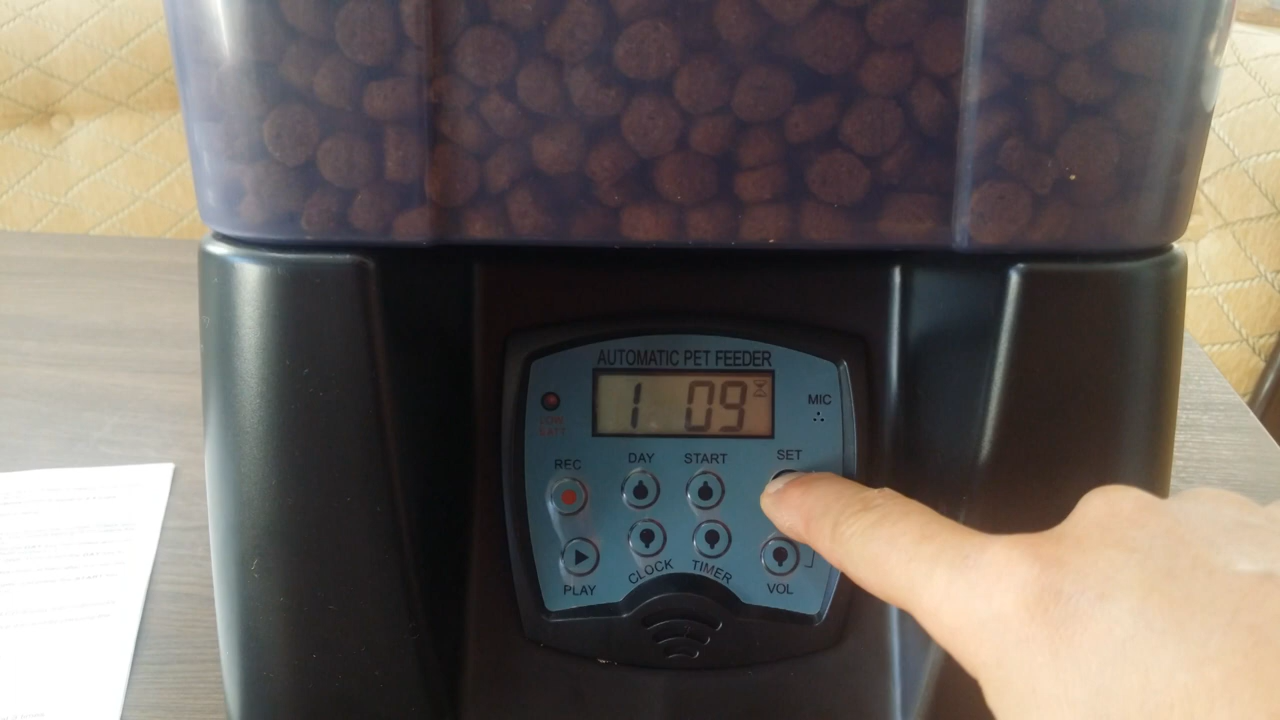 AUTOMATIC PET FEEDER
1 09
MIC
LOW
BATT
REC
DAY
START
SET
PLAY
CLOCK
TIMER
VOL